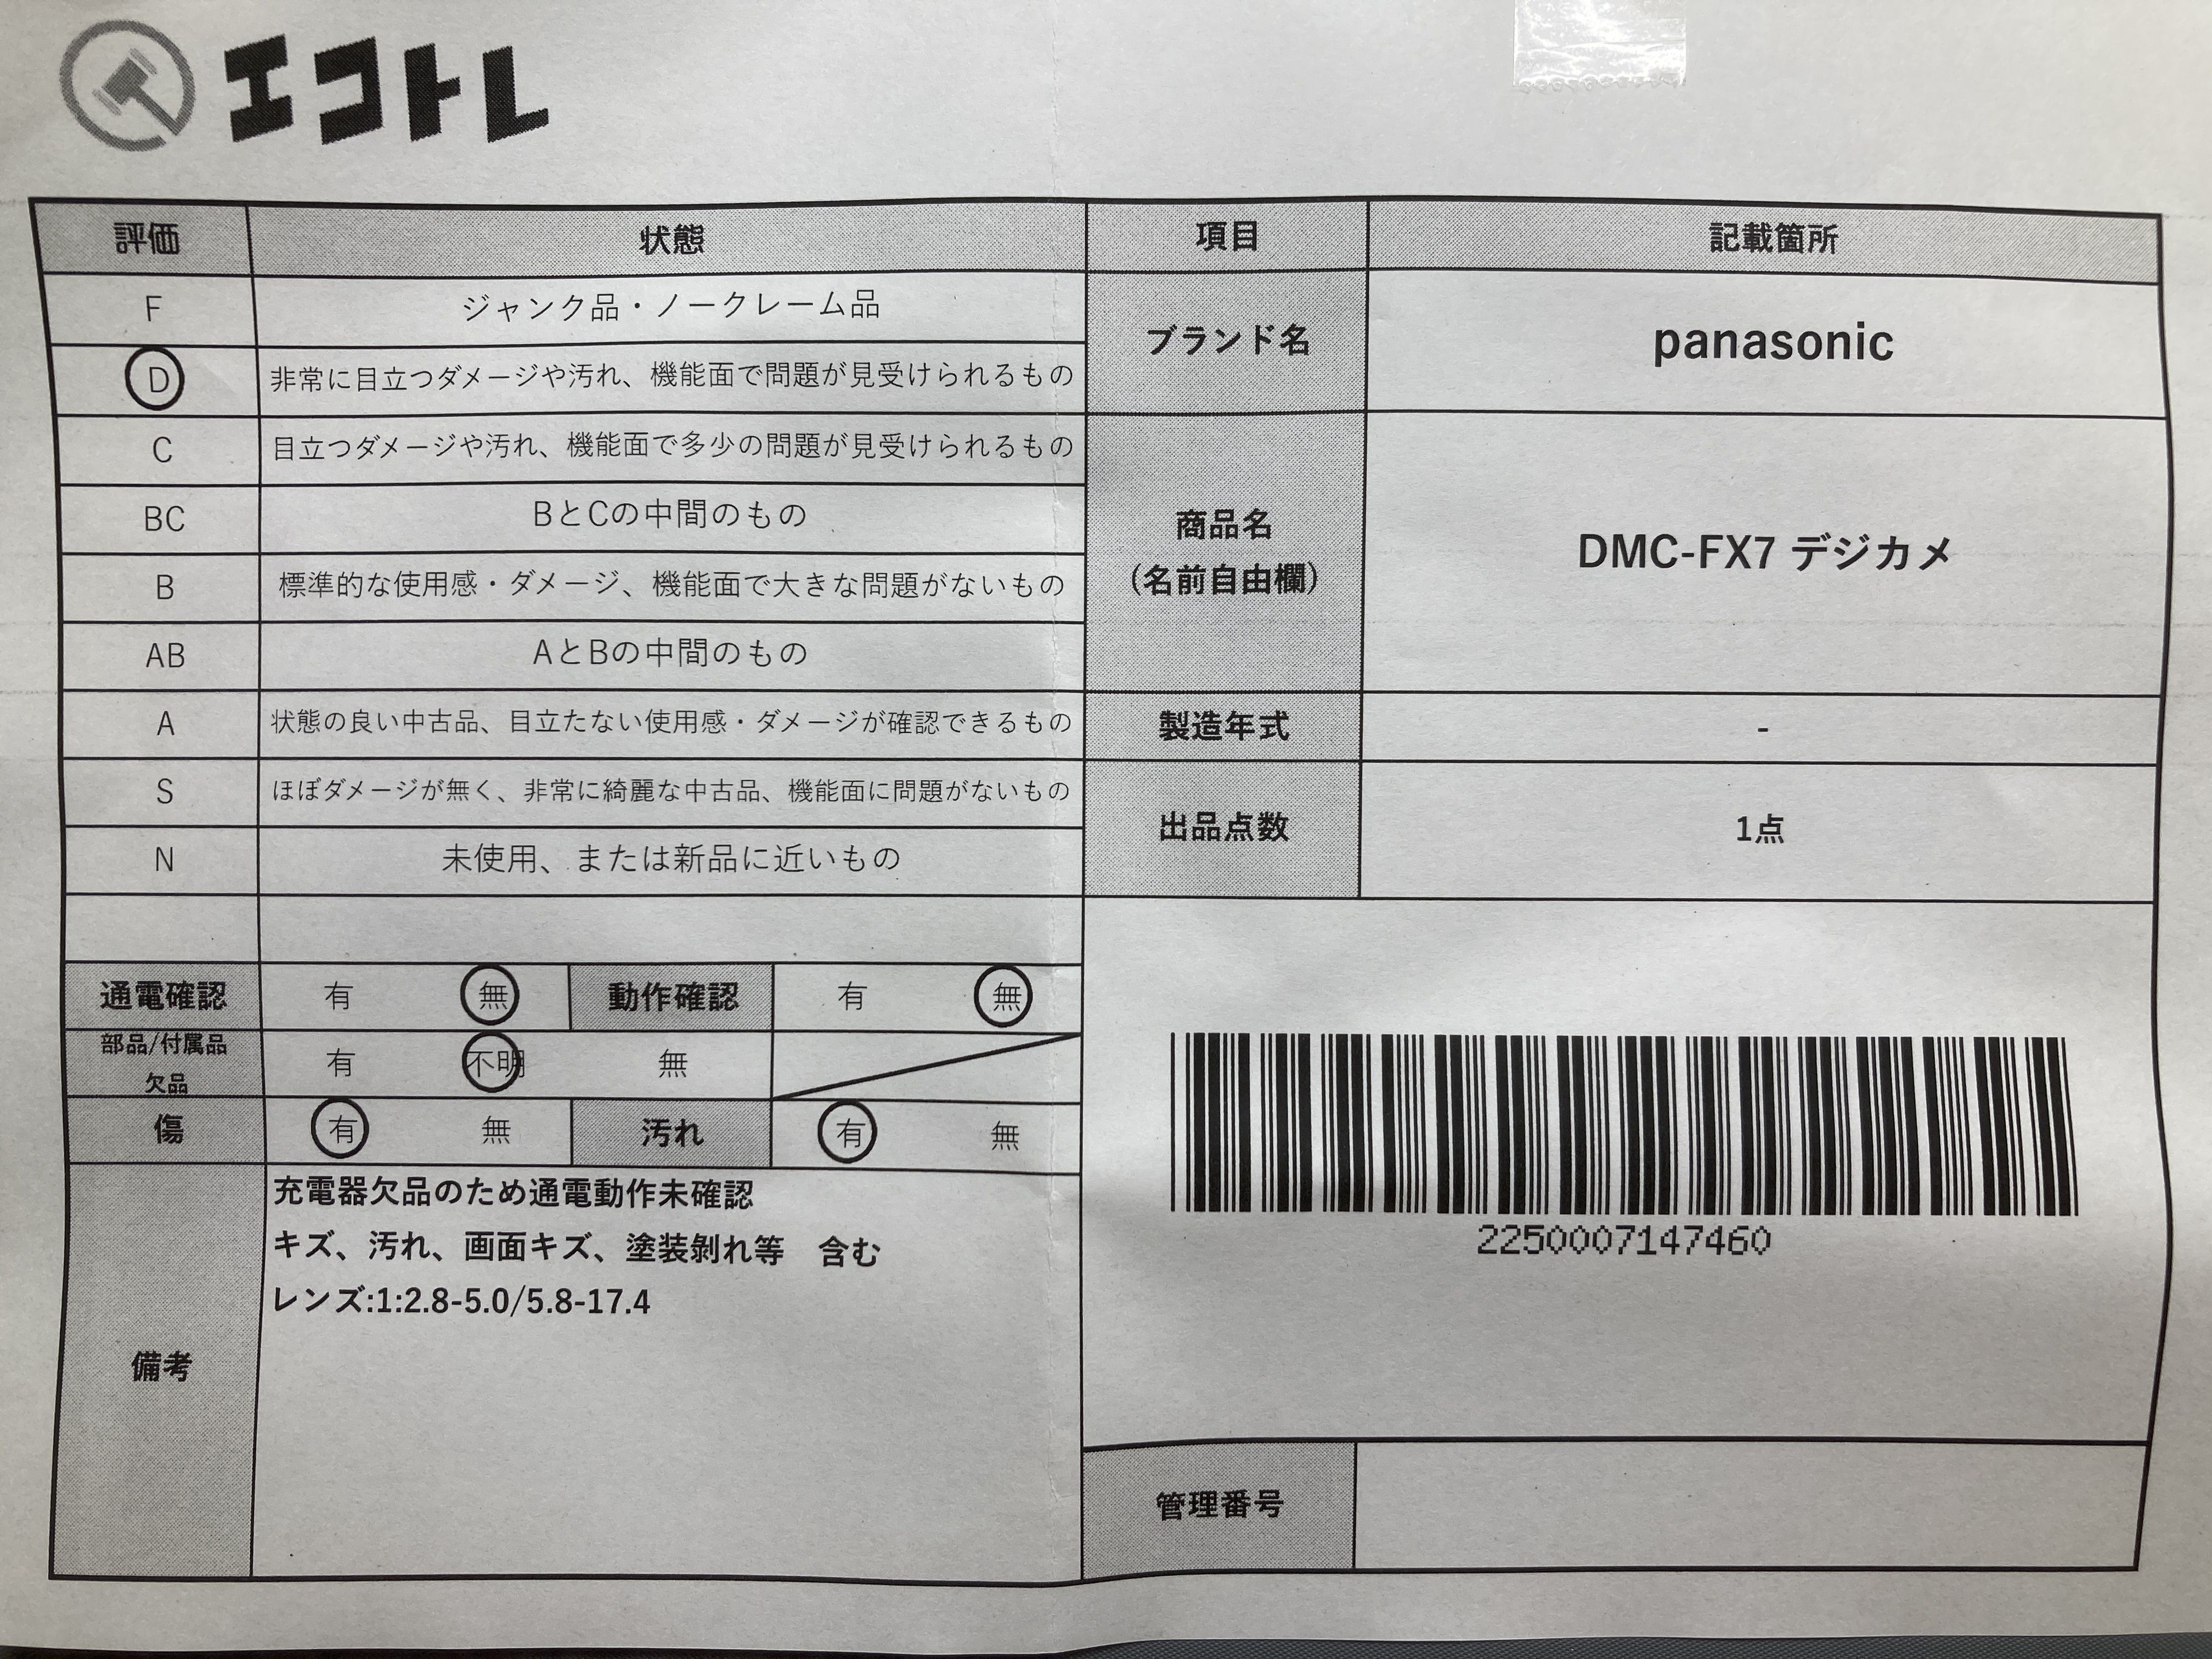 エコトレ
評価 状態 項目 記載箇所
F ジャンク品・ノークレーム品
D 非常に目立つダメージや汚れ、機能面で問題が見受けられるもの
ブランド名 panasonic
C 目立つダメージや汚れ、機能面で多少の問題が見受けられるもの
BC BとCの中間のもの
B 標準的な使用感・ダメージ、機能面で大きな問題がないもの
AB AとBの中間のもの
商品名
(名前自由欄)
DMC-FX7 デジカメ
A 状態の良い中古品、目立たない使用感・ダメージが確認できるもの
製造年式 -
S ほぼダメージが無く、非常に綺麗な中古品、機能面に問題がないもの
N 未使用、または新品に近いもの
出品点数 1点
通電確認 有 無 動作確認 有 無
部品/付属品
欠品
有 不明 無
傷 有 無 汚れ 有 無
備考
充電器欠品のため通電動作未確認
キズ、汚れ、画面キズ、塗装剝れ等　含む
レンズ:1:2.8-5.0/5.8-17.4
2250007147460
管理番号